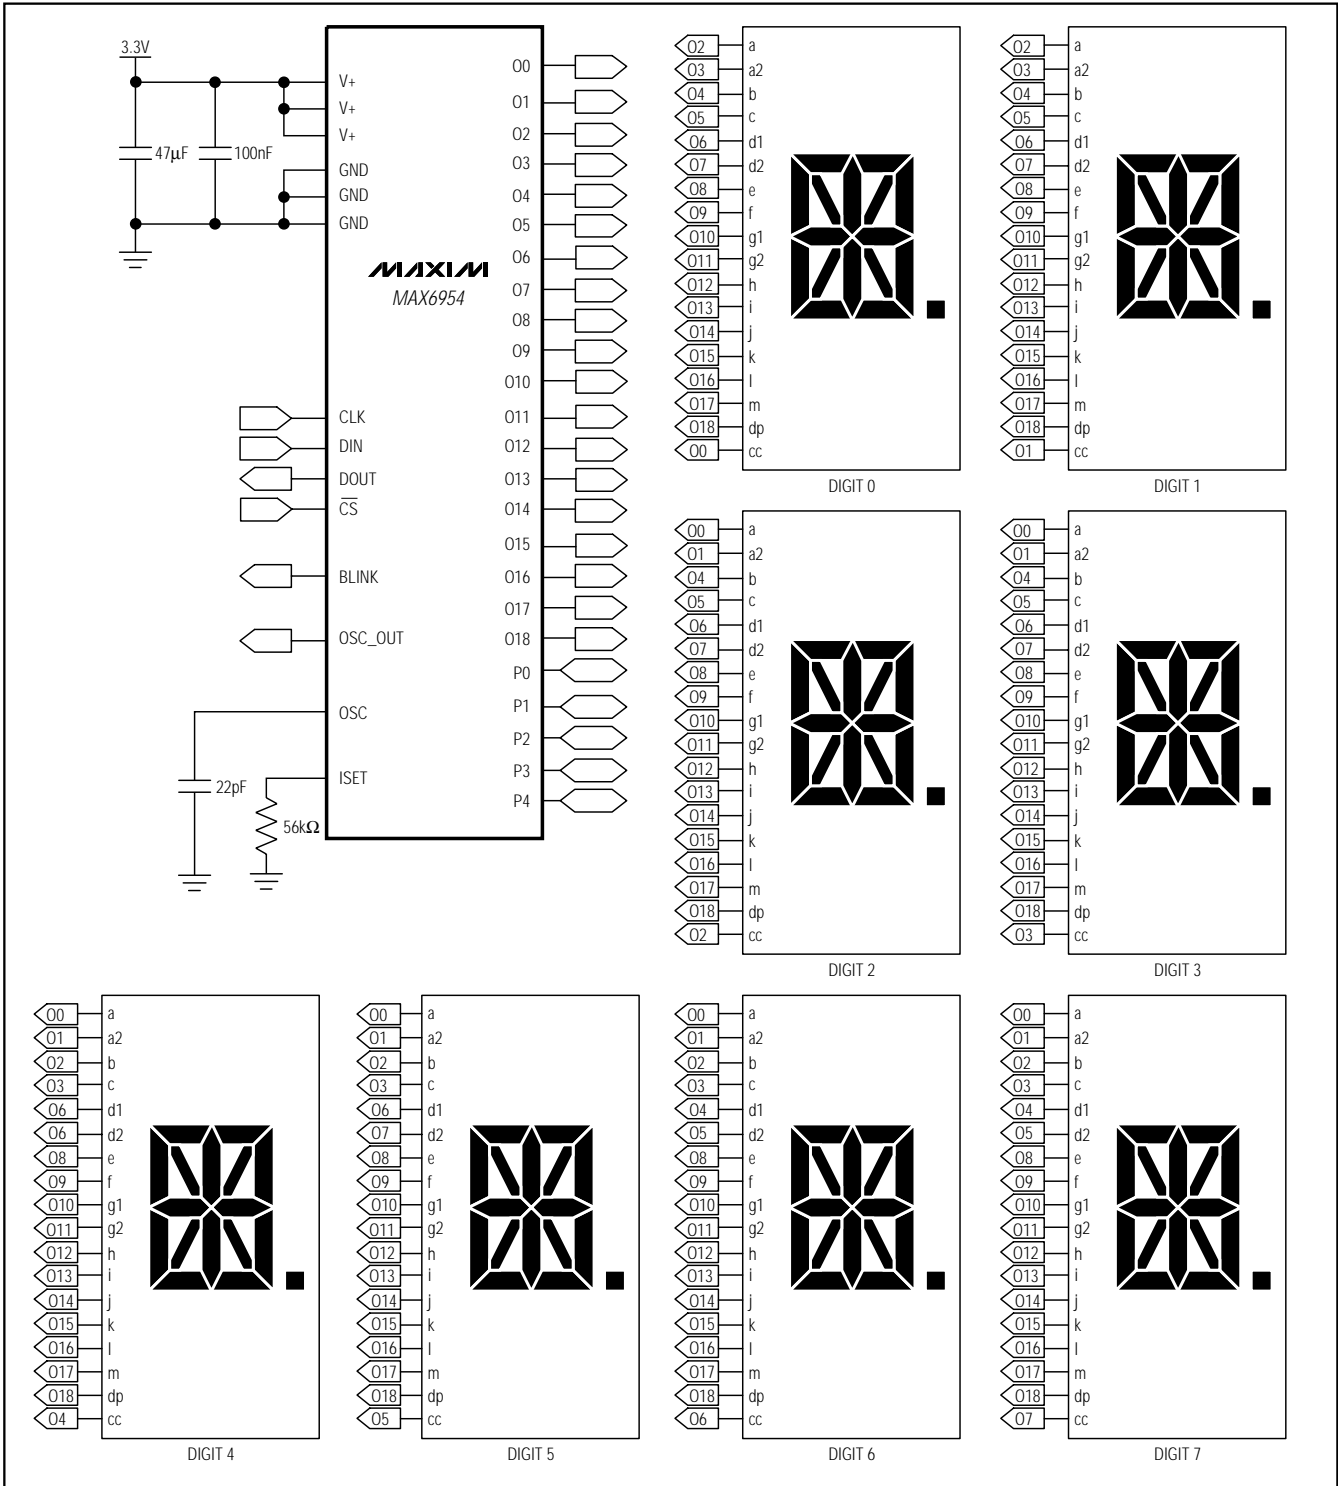 3.3V
47µF
100nF
V+
V+
V+
GND
GND
GND
MAXIM
MAX6954
CLK
DIN
DOUT
CS
BLINK
OSC_OUT
OSC
ISET
22pF
56kΩ
O0
O1
O2
O3
O4
O5
O6
O7
O8
O9
O10
O11
O12
O13
O14
O15
O16
O17
O18
P0
P1
P2
P3
P4
O2 a
O3 a2
O4 b
O5 c
O6 d1
O7 d2
O8 e
O9 f
O10 g1
O11 g2
O12 h
O13 i
O14 j
O15 k
O16 l
O17 m
O18 dp
O0 cc
DIGIT 0
O2 a
O3 a2
O4 b
O5 c
O6 d1
O7 d2
O8 e
O9 f
O10 g1
O11 g2
O12 h
O13 i
O14 j
O15 k
O16 l
O17 m
O18 dp
O1 cc
DIGIT 1
O0 a
O1 a2
O4 b
O5 c
O6 d1
O7 d2
O8 e
O9 f
O10 g1
O11 g2
O12 h
O13 i
O14 j
O15 k
O16 l
O17 m
O18 dp
O2 cc
DIGIT 2
O0 a
O1 a2
O4 b
O5 c
O6 d1
O7 d2
O8 e
O9 f
O10 g1
O11 g2
O12 h
O13 i
O14 j
O15 k
O16 l
O17 m
O18 dp
O3 cc
DIGIT 3
O0 a
O1 a2
O2 b
O3 c
O6 d1
O6 d2
O8 e
O9 f
O10 g1
O11 g2
O12 h
O13 i
O14 j
O15 k
O16 l
O17 m
O18 dp
O4 cc
DIGIT 4
O0 a
O1 a2
O2 b
O3 c
O6 d1
O7 d2
O8 e
O9 f
O10 g1
O11 g2
O12 h
O13 i
O14 j
O15 k
O16 l
O17 m
O18 dp
O5 cc
DIGIT 5
O0 a
O1 a2
O2 b
O3 c
O4 d1
O5 d2
O8 e
O9 f
O10 g1
O11 g2
O12 h
O13 i
O14 j
O15 k
O16 l
O17 m
O18 dp
O6 cc
DIGIT 6
O0 a
O1 a2
O2 b
O3 c
O4 d1
O5 d2
O8 e
O9 f
O10 g1
O11 g2
O12 h
O13 i
O14 j
O15 k
O16 l
O17 m
O18 dp
O7 cc
DIGIT 7